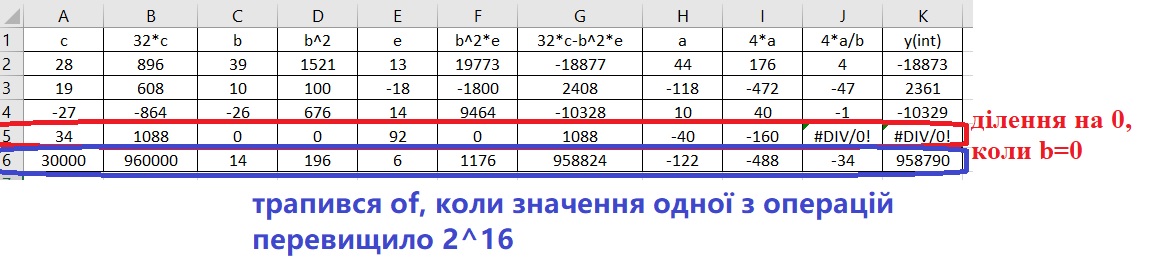 A B C D E F G H I J K
1 c 32*c b b^2 e b^2*e 32*c-b^2*e a 4*a 4*a/b y(int)
2 28 896 39 1521 13 19773 -18877 44 176 4 -18873
3 19 608 10 100 -18 -1800 2408 -118 -472 -47 2361
4 -27 -864 -26 676 14 9464 -10328 10 40 -1 -10329
5 34 1088 0 0 92 0 1088 -40 -160 #DIV/0! #DIV/0!
6 30000 960000 14 196 6 1176 958824 -122 -488 -34 958790
ділення на 0,
коли b=0
трапився of, коли значення одної з операцій
перевищило 2^16